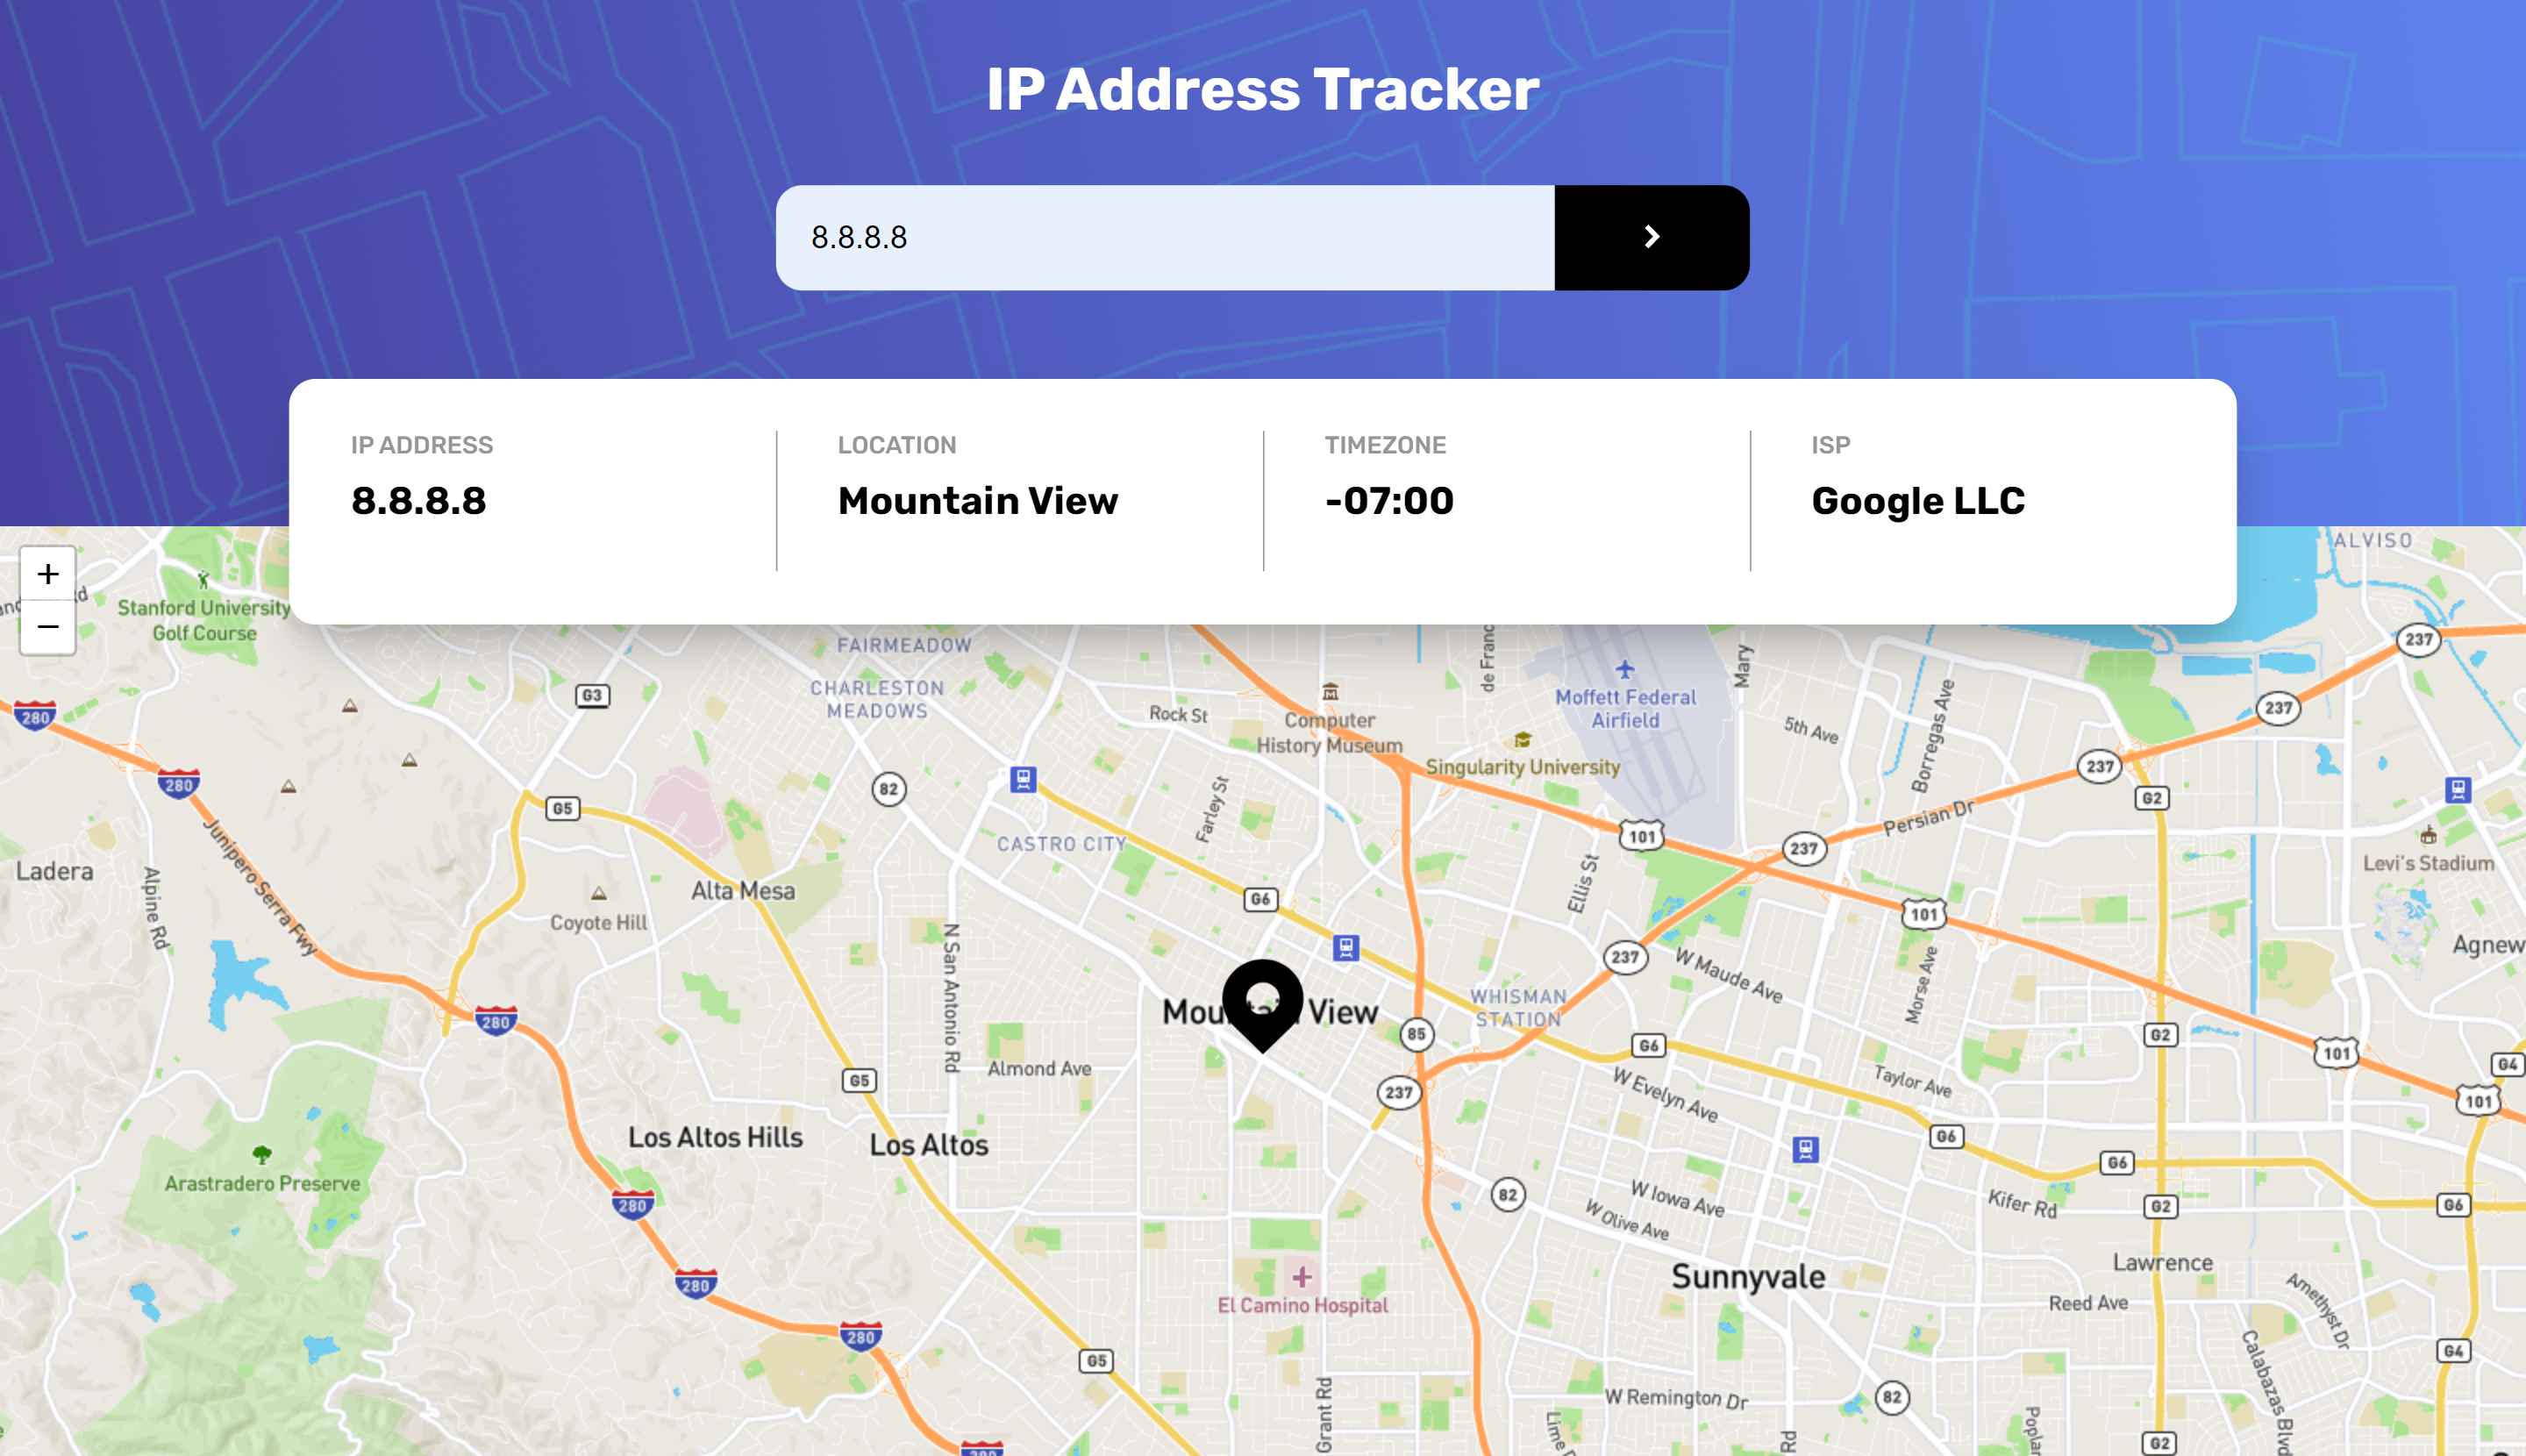 IP Address Tracker
8.8.8.8
IP ADDRESS
8.8.8.8
LOCATION
Mountain View
TIMEZONE
-07:00
ISP
Google LLC
+
−
ALVISO
Stanford University
Golf Course
FAIRMEADOW
CHARLESTON
MEADOWS
G3
Rock St
Computer
History Museum
Singularity University
Moffett Federal
Airfield
Mary
5th Ave
Borregas Ave
237
237
237
280
280
G5
82
Farley St
CASTRO CITY
101
237
Persian Dr
G2
Levi's Stadium
Ladera
Alpine Rd
Junipero Serra Fwy
Alta Mesa
Coyote Hill
G6
Ellis St
101
Agnew
N San Antonio Rd
237
W Maude Ave
Morse Ave
280
Mountain View
85
WHISMAN
STATION
G6
G2
101
G4
Almond Ave
G5
237
W Evelyn Ave
Taylor Ave
101
Los Altos Hills
Los Altos
G6
G6
Arastradero Preserve
280
82
W Iowa Ave
W Olive Ave
Kifer Rd
G2
G6
280
El Camino Hospital
Sunnyvale
Lawrence
Reed Ave
Amethyst Dr
280
G5
Grant Rd
W Remington Dr
82
Calabazas Blvd
G4
G2
Rd